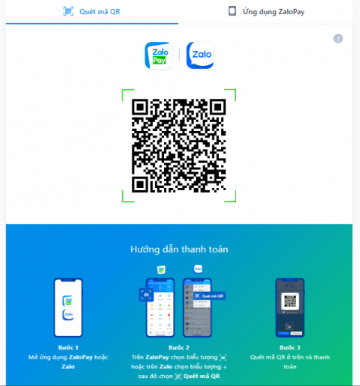 Quét mã QR
Ứng dụng ZaloPay
?
Zalo
Pay
Zalo
Hướng dẫn thanh toán
Quét mã QR
Bước 1
Mở ứng dụng ZaloPay hoặc
Zalo
Bước 2
Trên ZaloPay chọn biểu tượng
hoặc trên Zalo chọn biểu tượng +
sau đó chọn Quét mã QR
Bước 3
Quét mã QR ở trên và thanh
toán